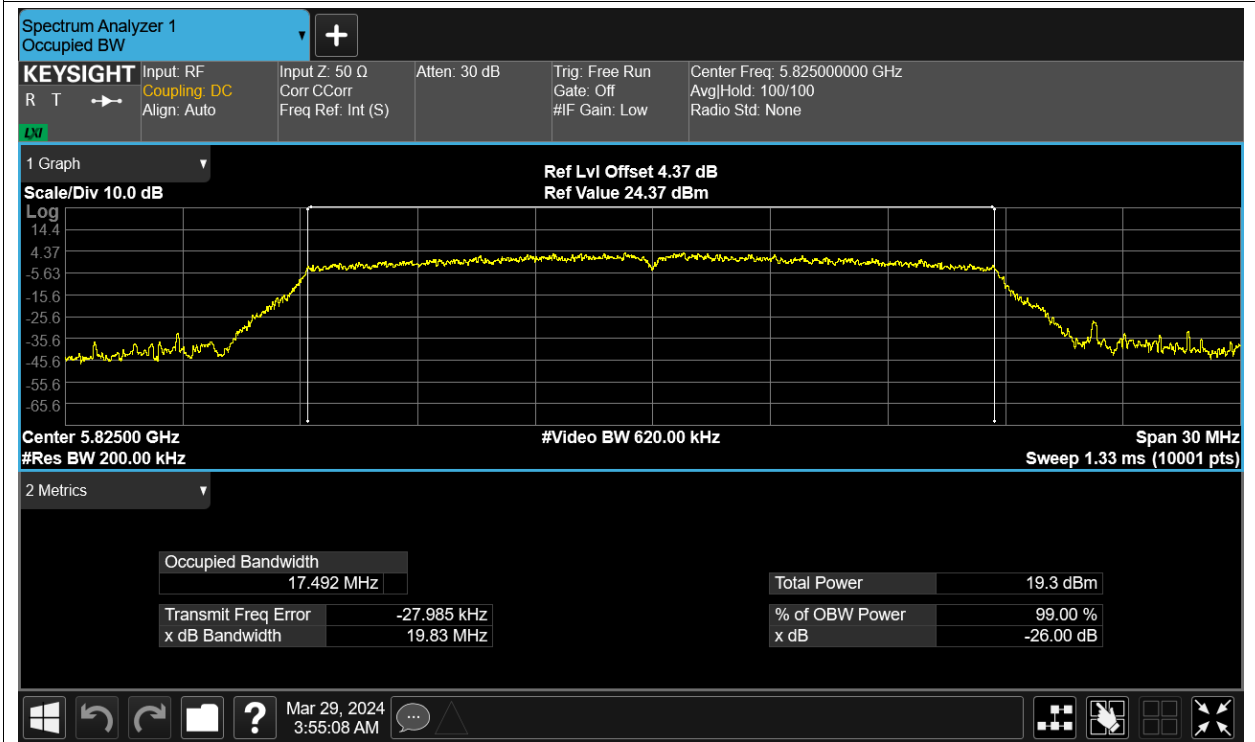 Spectrum Analyzer 1
Occupied BW
KEYSIGHT
R T
LXI
Input: RF
Coupling: DC
Align: Auto
Input Z: 50 Ω
Corr CCorr
Freq Ref: Int (S)
Atten: 30 dB
Trig: Free Run
Gate: Off
#IF Gain: Low
Center Freq: 5.825000000 GHz
Avg|Hold: 100/100
Radio Std: None
1 Graph
Scale/Div 10.0 dB
Ref Lvl Offset 4.37 dB
Ref Value 24.37 dBm
Log
14.4
4.37
-5.63
-15.6
-25.6
-35.6
-45.6
-55.6
-65.6
Center 5.82500 GHz
#Res BW 200.00 kHz
#Video BW 620.00 kHz
Span 30 MHz
Sweep 1.33 ms (10001 pts)
2 Metrics
Occupied Bandwidth
17.492 MHz
Transmit Freq Error -27.985 kHz
x dB Bandwidth 19.83 MHz
Total Power 19.3 dBm
% of OBW Power 99.00 %
x dB -26.00 dB
?
Mar 29, 2024
3:55:08 AM